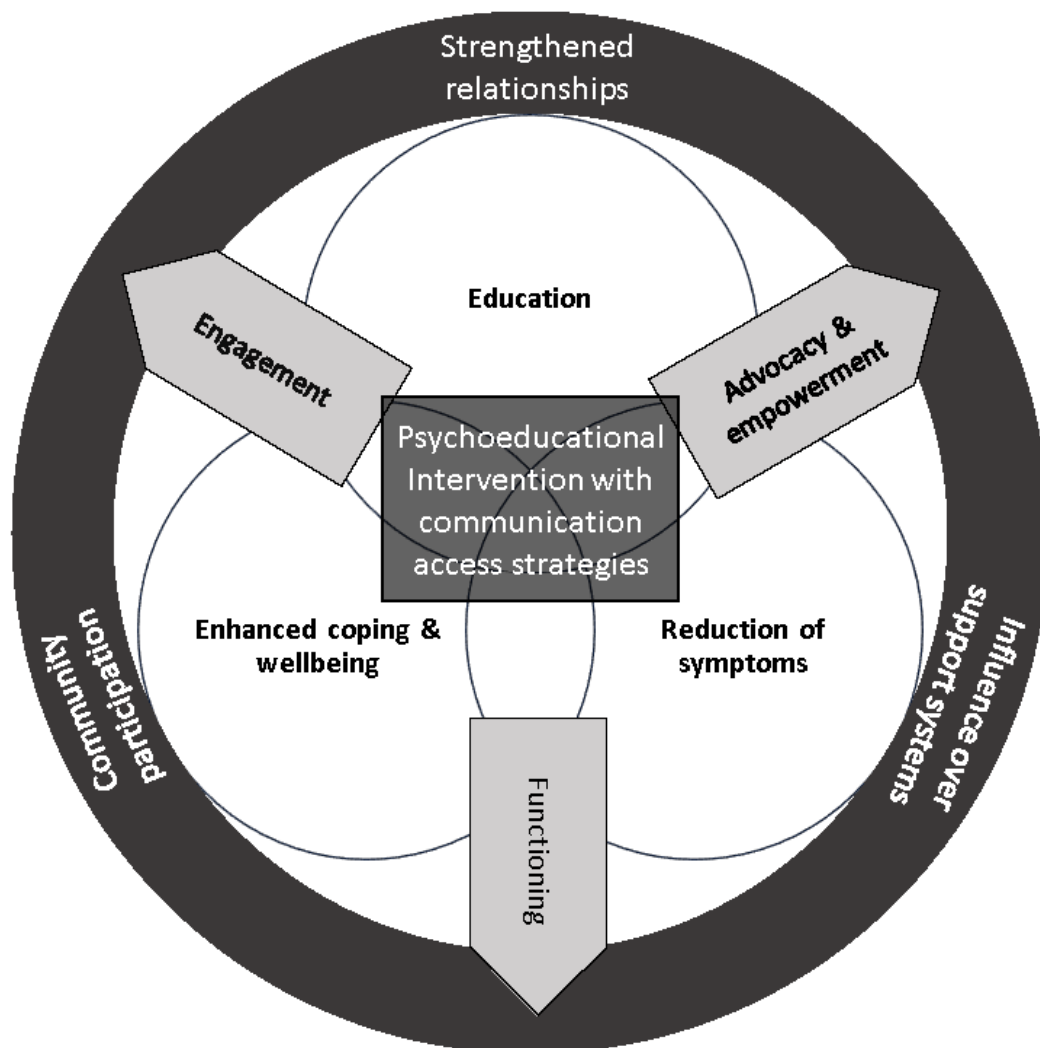 Strengthened
relationships
Education
Engagement
Advocacy &
empowerment
Psychoeducational
Intervention with
communication
access strategies
Enhanced coping &
wellbeing
Reduction of
symptoms
Community
participation
Influence over
support systems
Functioning